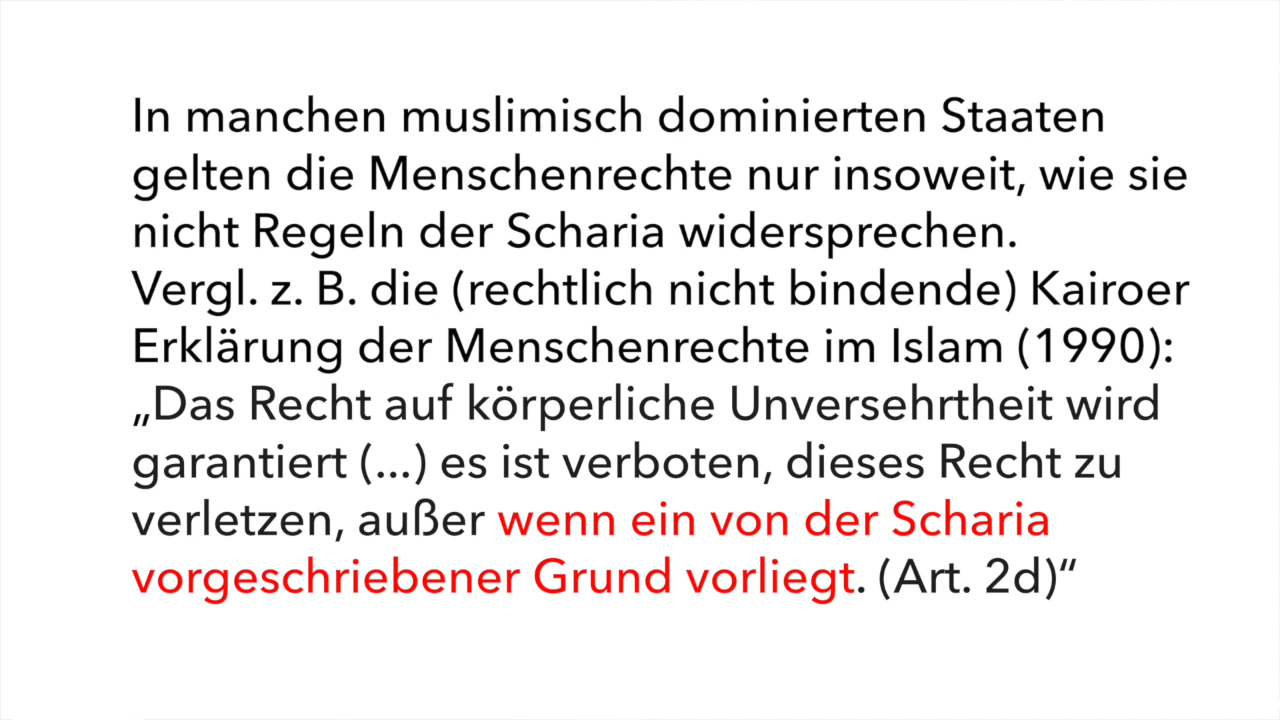 In manchen muslimisch dominierten Staaten
gelten die Menschenrechte nur insoweit, wie sie
nicht Regeln der Scharia widersprechen.
Vergl. z. B. die (rechtlich nicht bindende) Kairoer
Erklärung der Menschenrechte im Islam (1990):
„Das Recht auf körperliche Unversehrtheit wird
garantiert (...) es ist verboten, dieses Recht zu
verletzen, außer wenn ein von der Scharia
vorgeschriebener Grund vorliegt. (Art. 2d)“